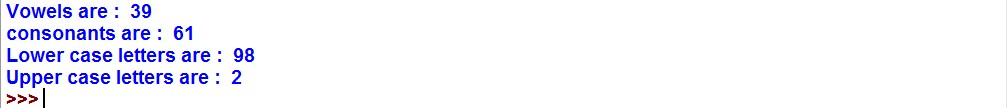 Vowels are :  39
consonants are :  61
Lower case letters are :  98
Upper case letters are :  2
>>>